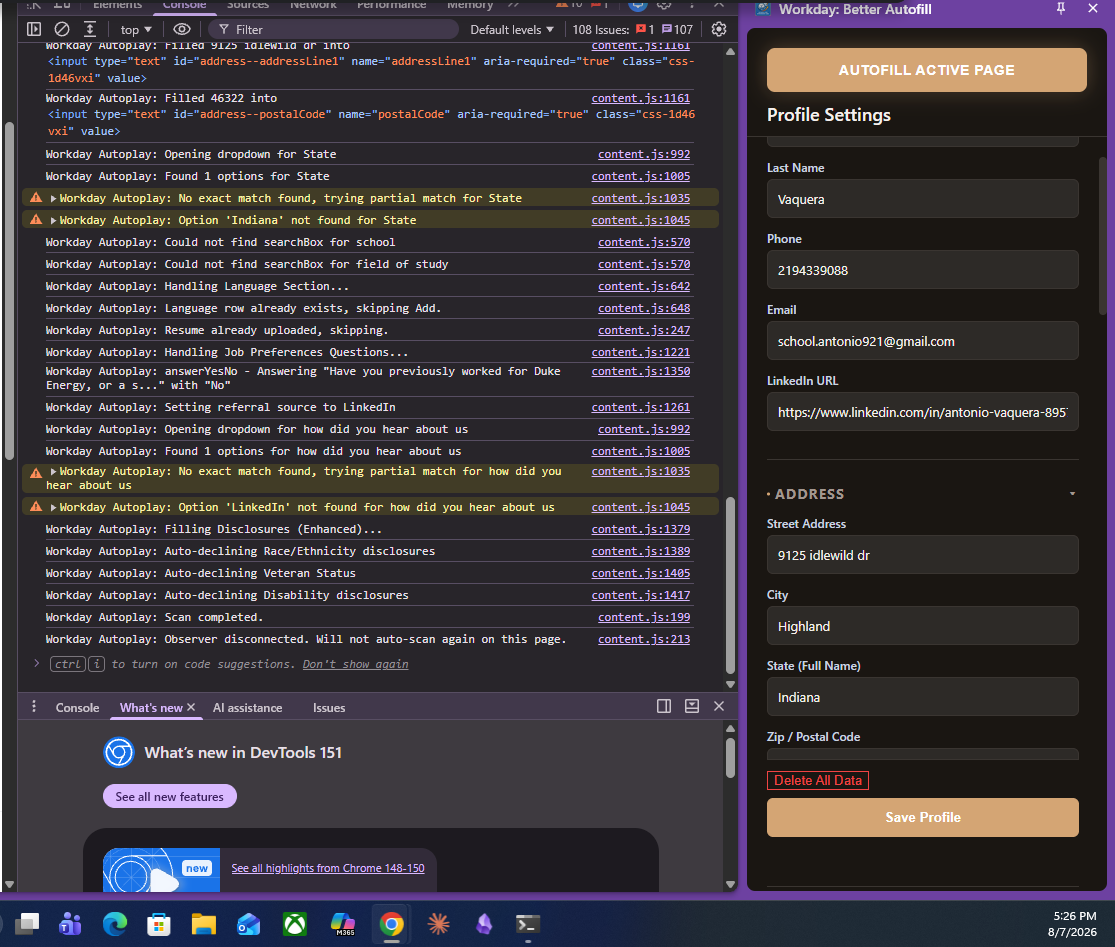 Elements
Console
Sources
Network
Performance
Memory
Workday: Better Autofill
top
Filter
Default levels
108 Issues:
1
107
Workday Autoplay: Filled 9125 idlewild dr into content.js:1161
<input type="text" id="address--addressLine1" name="addressLine1" aria-required="true" class="css-
1d46vxi" value>
Workday Autoplay: Filled 46322 into content.js:1161
<input type="text" id="address--postalCode" name="postalCode" aria-required="true" class="css-1d46
vxi" value>
Workday Autoplay: Opening dropdown for State content.js:992
Workday Autoplay: Found 1 options for State content.js:1005
Workday Autoplay: No exact match found, trying partial match for State content.js:1035
Workday Autoplay: Option 'Indiana' not found for State content.js:1045
Workday Autoplay: Could not find searchBox for school content.js:570
Workday Autoplay: Could not find searchBox for field of study content.js:570
Workday Autoplay: Handling Language Section... content.js:642
Workday Autoplay: Language row already exists, skipping Add. content.js:648
Workday Autoplay: Resume already uploaded, skipping. content.js:247
Workday Autoplay: Handling Job Preferences Questions... content.js:1221
Workday Autoplay: answerYesNo - Answering "Have you previously worked for Duke content.js:1350
Energy, or a s..." with "No"
Workday Autoplay: Setting referral source to LinkedIn content.js:1261
Workday Autoplay: Opening dropdown for how did you hear about us content.js:992
Workday Autoplay: Found 1 options for how did you hear about us content.js:1005
Workday Autoplay: No exact match found, trying partial match for how did you content.js:1035
hear about us
Workday Autoplay: Option 'LinkedIn' not found for how did you hear about us content.js:1045
Workday Autoplay: Filling Disclosures (Enhanced)... content.js:1379
Workday Autoplay: Auto-declining Race/Ethnicity disclosures content.js:1389
Workday Autoplay: Auto-declining Veteran Status content.js:1405
Workday Autoplay: Auto-declining Disability disclosures content.js:1417
Workday Autoplay: Scan completed. content.js:199
Workday Autoplay: Observer disconnected. Will not auto-scan again on this page. content.js:213
ctrl i to turn on code suggestions. Don't show again
Console
What's new
AI assistance
Issues
What's new in DevTools 151
See all new features
new
See all highlights from Chrome 148-150
AUTOFILL ACTIVE PAGE
Profile Settings
Last Name
Vaquera
Phone
2194339088
Email
school.antonio921@gmail.com
LinkedIn URL
https://www.linkedin.com/in/antonio-vaquera-895
ADDRESS
Street Address
9125 idlewild dr
City
Highland
State (Full Name)
Indiana
Zip / Postal Code
Delete All Data
Save Profile
M365
5:26 PM
8/7/2026